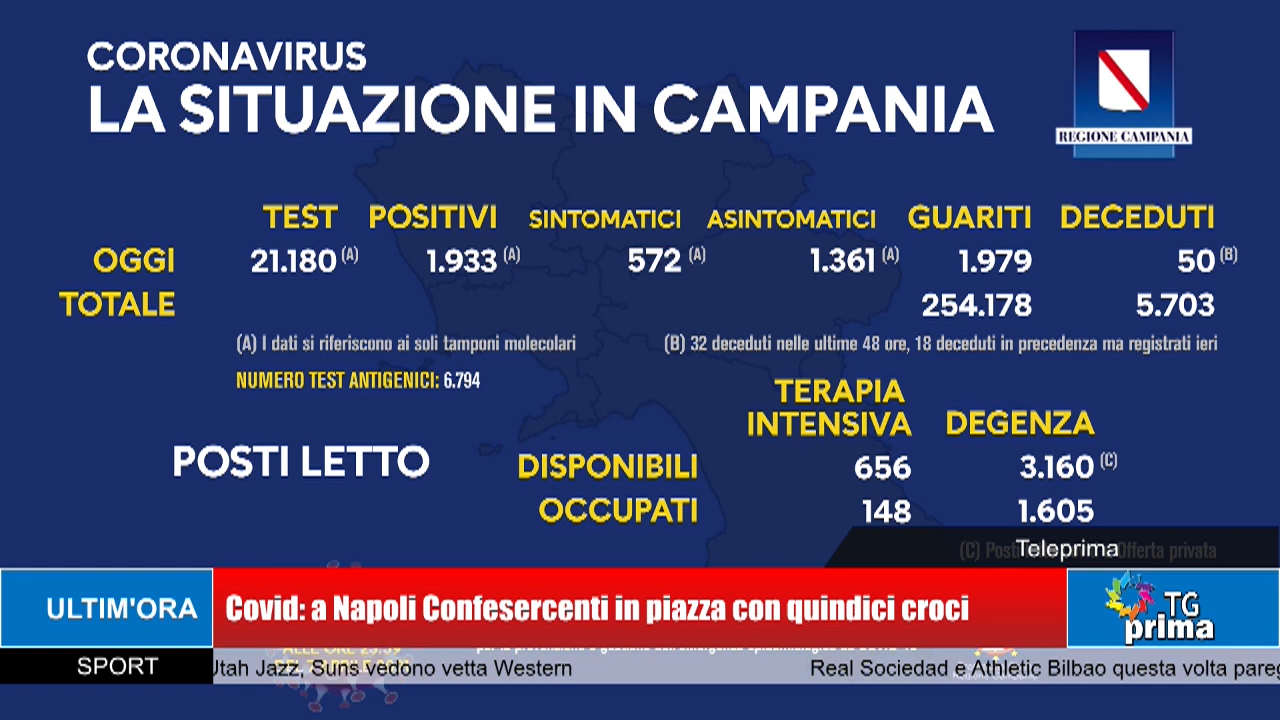 CORONAVIRUS
LA SITUAZIONE IN CAMPANIA
REGIONE CAMPANIA
TEST POSITIVI SINTOMATICI ASINTOMATICI GUARITI DECEDUTI
OGGI 21.180 (A) 1.933 (A) 572 (A) 1.361 (A) 1.979 50 (B)
TOTALE 254.178 5.703
(A) I dati si riferiscono ai soli tamponi molecolari (B) 32 deceduti nelle ultime 48 ore, 18 deceduti in precedenza ma registrati ieri
NUMERO TEST ANTIGENICI: 6.794
TERAPIA
INTENSIVA DEGENZA
POSTI LETTO
DISPONIBILI 656 3.160 (C)
OCCUPATI 148 1.605
(C) Posti Offerta privata
Teleprima
ULTIM'ORA Covid: a Napoli Confesercenti in piazza con quindici croci TG
prima
SPORT Utah Jazz, Suns vedono vetta Western Real Sociedad e Athletic Bilbao questa volta pareg